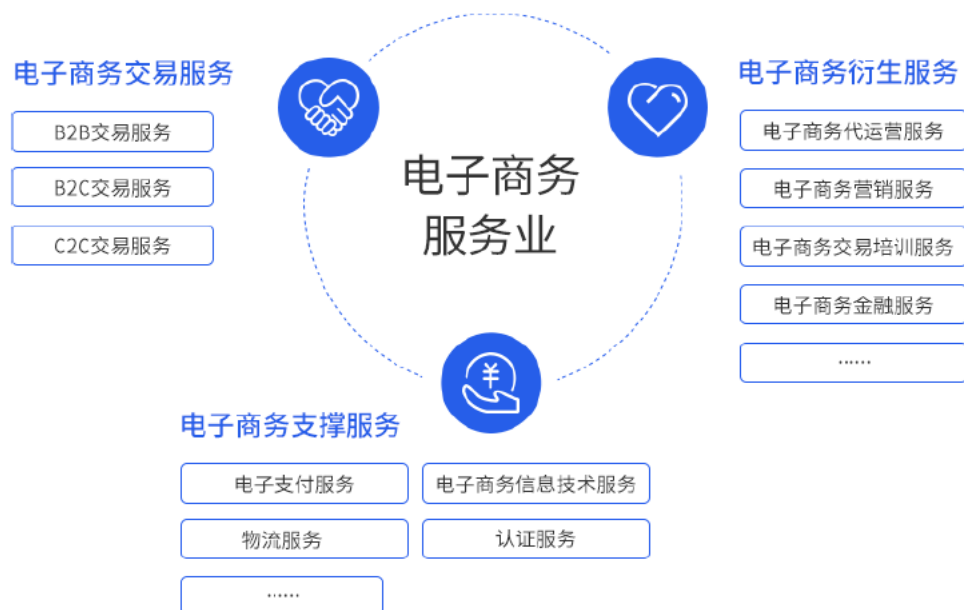 电子商务交易服务
B2B交易服务
B2C交易服务
C2C交易服务
电子商务
服务业
电子商务衍生服务
电子商务代运营服务
电子商务营销服务
电子商务交易培训服务
电子商务金融服务
……
¥
电子商务支撑服务
电子支付服务
电子商务信息技术服务
物流服务
认证服务
……